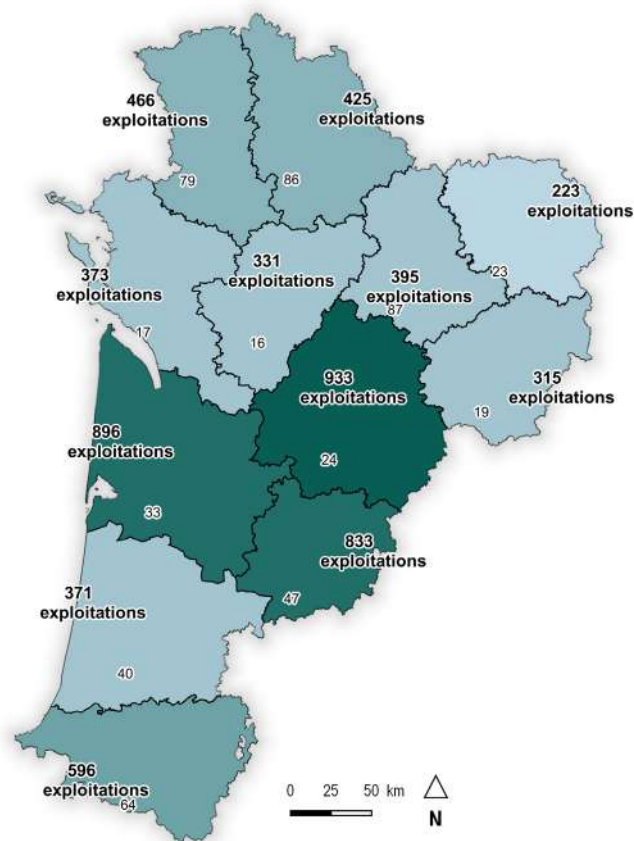 466
exploitations
79
425
exploitations
86
223
exploitations
23
373
exploitations
17
331
exploitations
16
395
exploitations
87
315
exploitations
19
933
exploitations
24
896
exploitations
33
833
exploitations
47
371
exploitations
40
596
exploitations
64
0 25 50 km
N